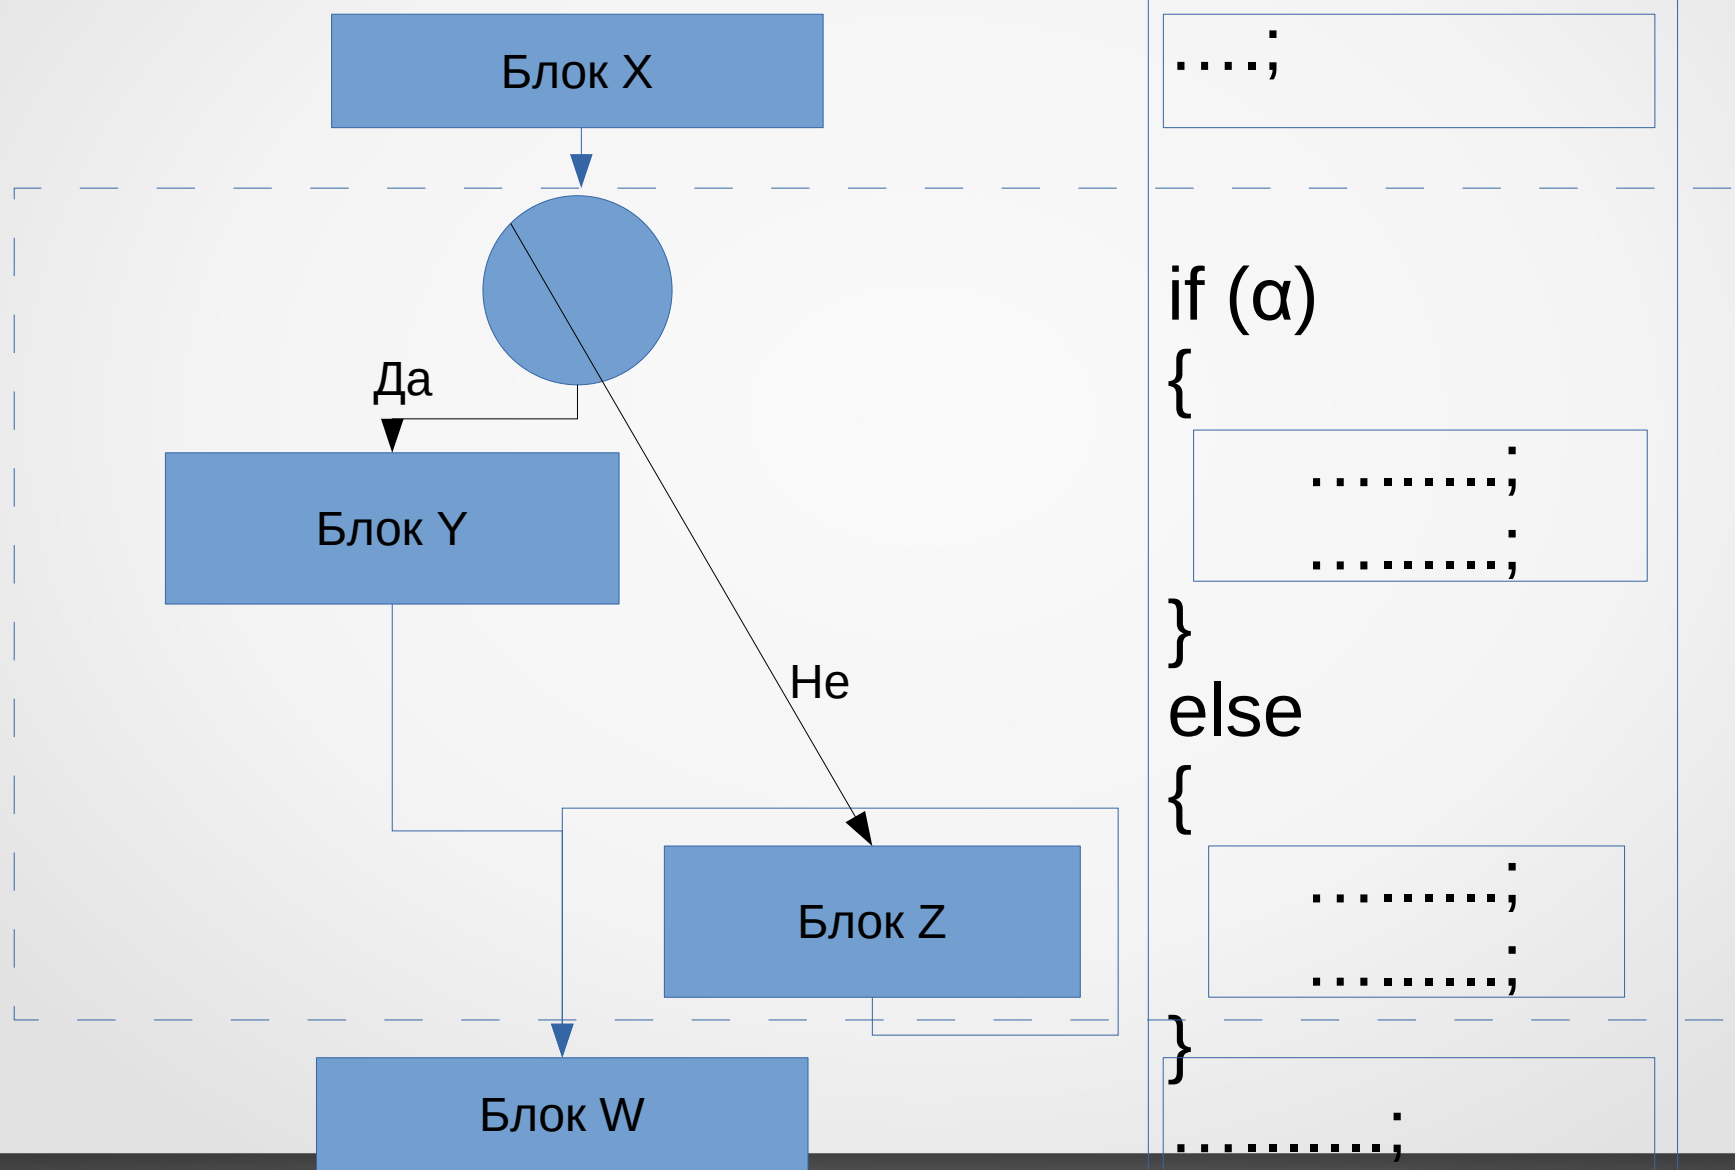 Блок X
Да
Блок Y
Не
Блок Z
Блок W
....;
if (α)
{
.........;
.........;
}
else
{
.........;
.........;
}
..........;